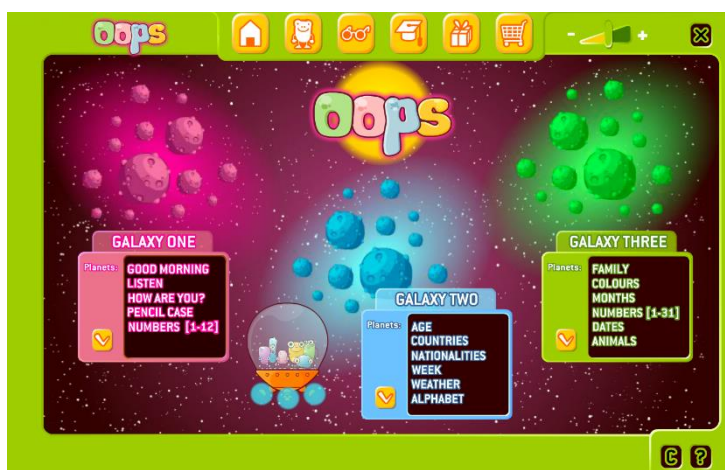 oops
- +
oops
GALAXY ONE
Planets:
GOOD MORNING
LISTEN
HOW ARE YOU?
PENCIL CASE
NUMBERS [1-12]
GALAXY TWO
Planets:
AGE
COUNTRIES
NATIONALITIES
WEEK
WEATHER
ALPHABET
GALAXY THREE
Planets:
FAMILY
COLOURS
MONTHS
NUMBERS [1-31]
DATES
ANIMALS
C ?